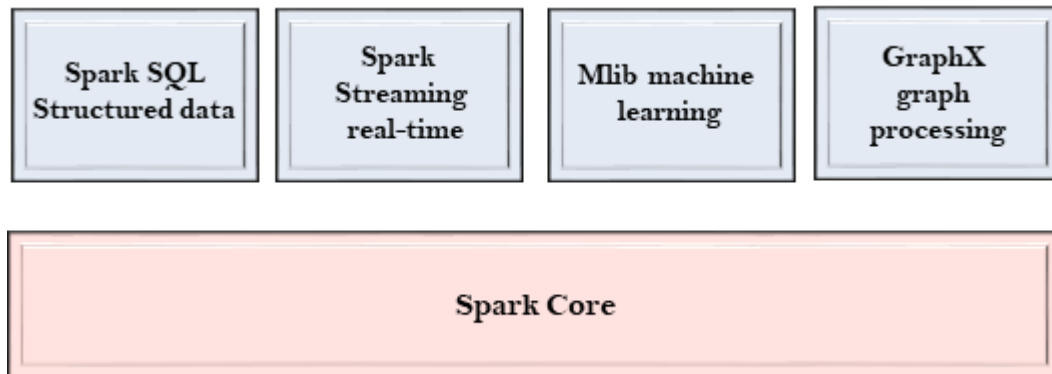 Spark SQL
Structured data
Spark
Streaming
real-time
Mlib machine
learning
GraphX
graph
processing
Spark Core